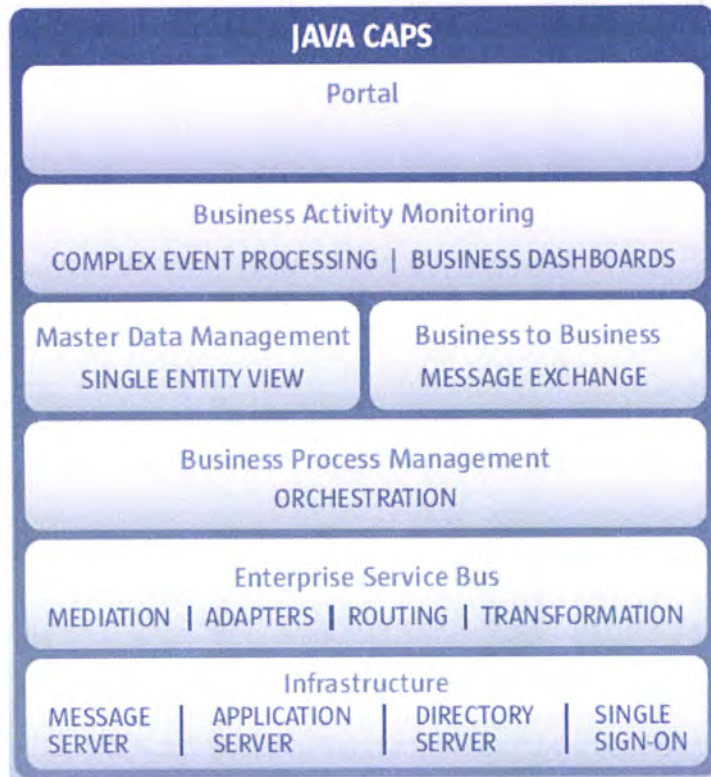 JAVA CAPS
Portal
Business Activity Monitoring
COMPLEX EVENT PROCESSING | BUSINESS DASHBOARDS
Master Data Management
SINGLE ENTITY VIEW
Business to Business
MESSAGE EXCHANGE
Business Process Management
ORCHESTRATION
Enterprise Service Bus
MEDIATION | ADAPTERS | ROUTING | TRANSFORMATION
Infrastructure
MESSAGE SERVER | APPLICATION SERVER | DIRECTORY SERVER | SINGLE SIGN-ON